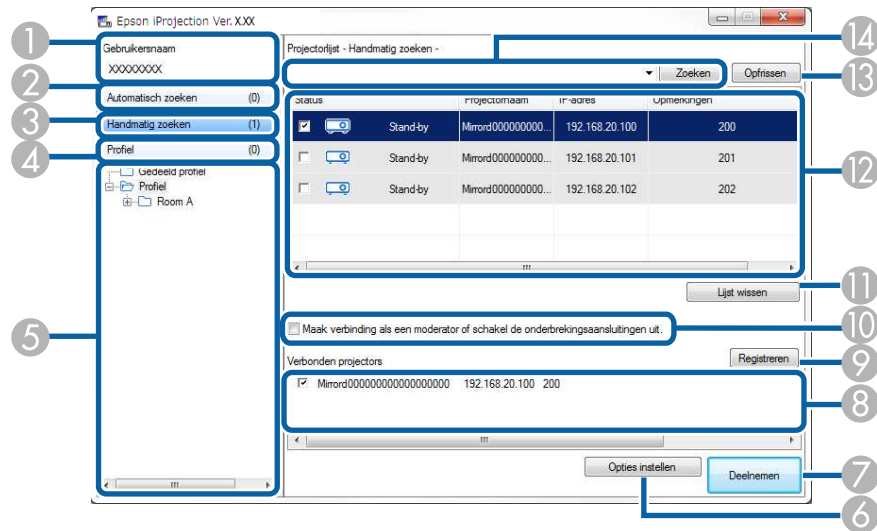 Epson iProjection Ver. X.XX
Gebruikersnaam
XXXXXXXX
Automatisch zoeken (0)
Handmatig zoeken (1)
Profiel (0)
Gedeeld profiel
Profiel
Room A
Projectorlijst - Handmatig zoeken -
Zoeken Opfrissen
Status Projectornaam IP-adres Opmerkingen
Stand-by Mirrord000000000... 192.168.20.100 200
Stand-by Mirrord000000000... 192.168.20.101 201
Stand-by Mirrord000000000... 192.168.20.102 202
Lijst wissen
Maak verbinding als een moderator of schakel de onderbrekingsaansluitingen uit.
Verbonden projectors Registreren
Mirrord000000000000000000 192.168.20.100 200
Opties instellen Deelnemen
1
2
3
4
5
14
13
12
11
10
9
8
7
6